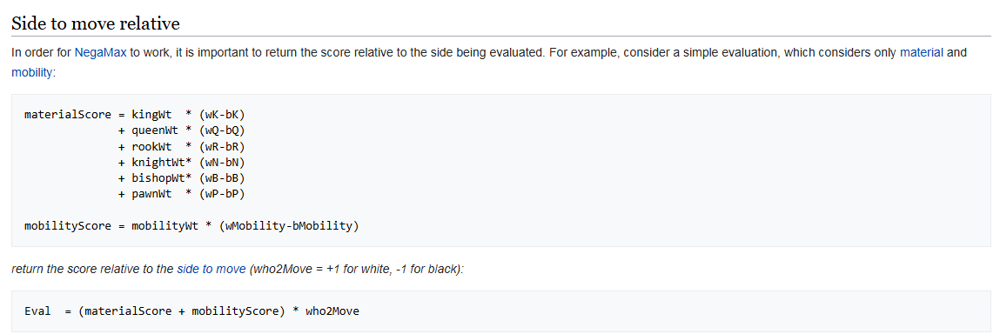 Side to move relative
In order for NegaMax to work, it is important to return the score relative to the side being evaluated. For example, consider a simple evaluation, which considers only material and
mobility:
materialScore = kingWt  * (wK-bK)
              + queenWt * (wQ-bQ)
              + rookWt  * (wR-bR)
              + knightWt* (wN-bN)
              + bishopWt* (wB-bB)
              + pawnWt  * (wP-bP)
mobilityScore = mobilityWt * (wMobility-bMobility)
return the score relative to the side to move (who2Move = +1 for white, -1 for black):
Eval  = (materialScore + mobilityScore) * who2Move